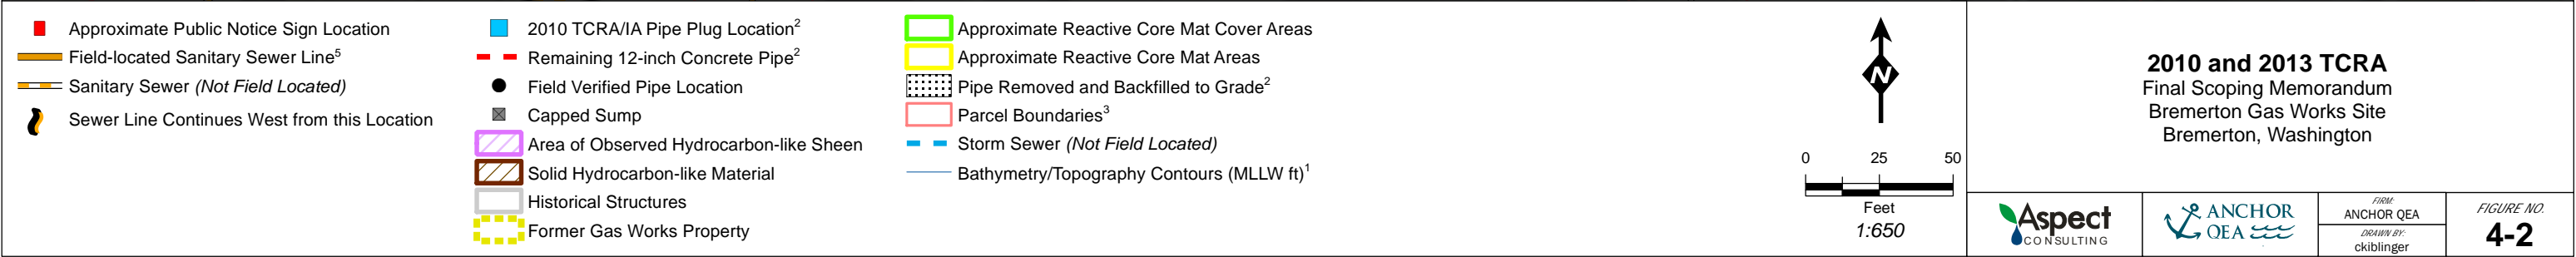 Approximate Public Notice Sign Location
Field-located Sanitary Sewer Line5
Sanitary Sewer (Not Field Located)
Sewer Line Continues West from this Location
2010 TCRA/IA Pipe Plug Location2
Remaining 12-inch Concrete Pipe2
Field Verified Pipe Location
Capped Sump
Area of Observed Hydrocarbon-like Sheen
Solid Hydrocarbon-like Material
Historical Structures
Former Gas Works Property
Approximate Reactive Core Mat Cover Areas
Approximate Reactive Core Mat Areas
Pipe Removed and Backfilled to Grade2
Parcel Boundaries3
Storm Sewer (Not Field Located)
Bathymetry/Topography Contours (MLLW ft)1
N
0 25 50
Feet
1:650
2010 and 2013 TCRA
Final Scoping Memorandum
Bremerton Gas Works Site
Bremerton, Washington
Aspect
CONSULTING
ANCHOR
QEA
FIRM:
ANCHOR QEA
DRAWN BY:
ckiblinger
FIGURE NO.
4-2